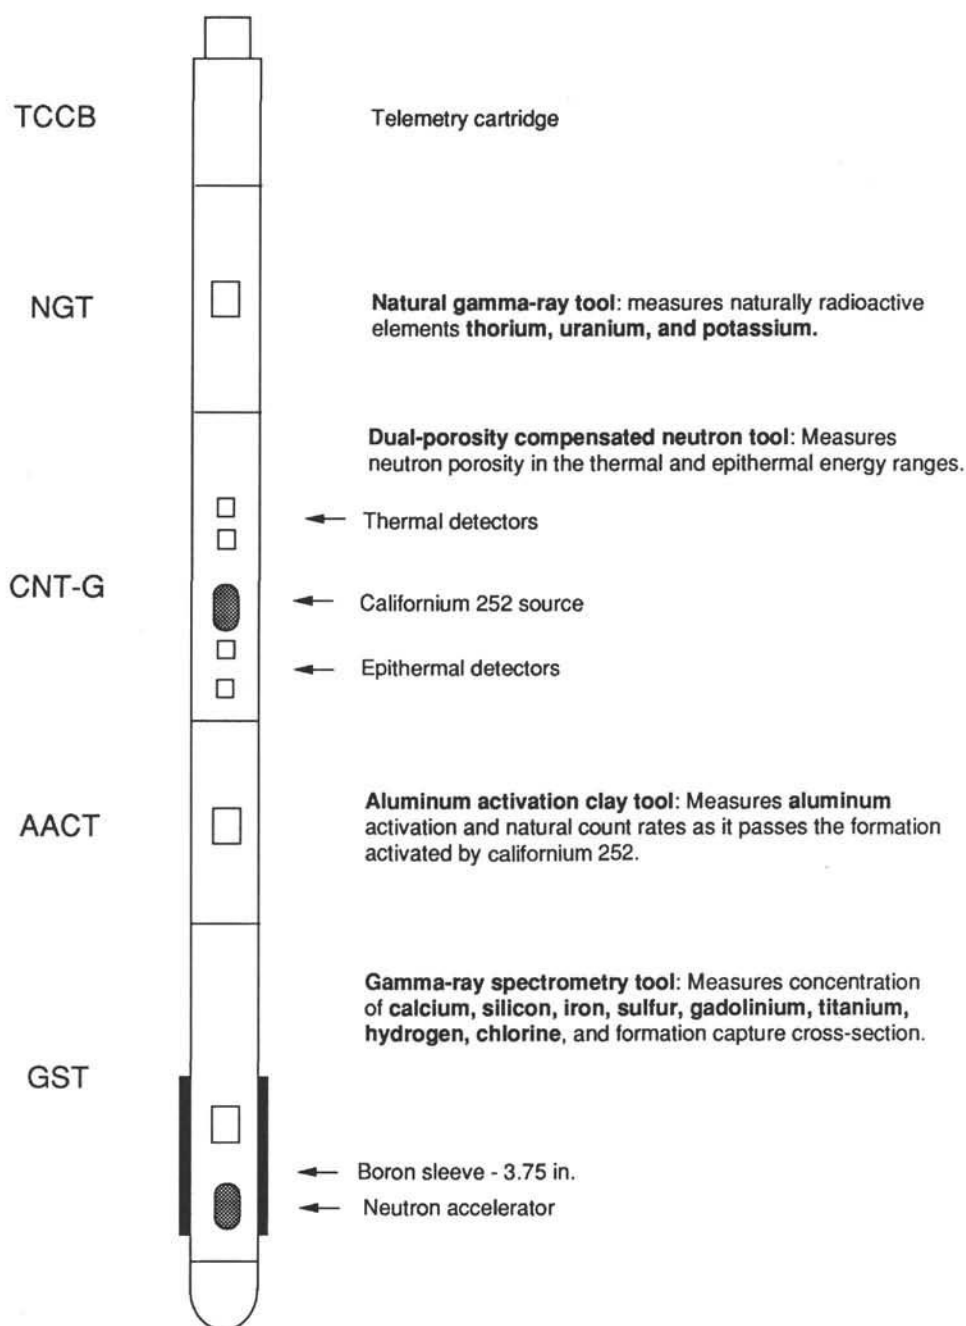 TCCB
Telemetry cartridge
NGT
Natural gamma-ray tool: measures naturally radioactive
elements thorium, uranium, and potassium.
Dual-porosity compensated neutron tool: Measures
neutron porosity in the thermal and epithermal energy ranges.
Thermal detectors
CNT-G
Californium 252 source
Epithermal detectors
AACT
Aluminum activation clay tool: Measures aluminum
activation and natural count rates as it passes the formation
activated by californium 252.
Gamma-ray spectrometry tool: Measures concentration
of calcium, silicon, iron, sulfur, gadolinium, titanium,
hydrogen, chlorine, and formation capture cross-section.
GST
Boron sleeve - 3.75 in.
Neutron accelerator